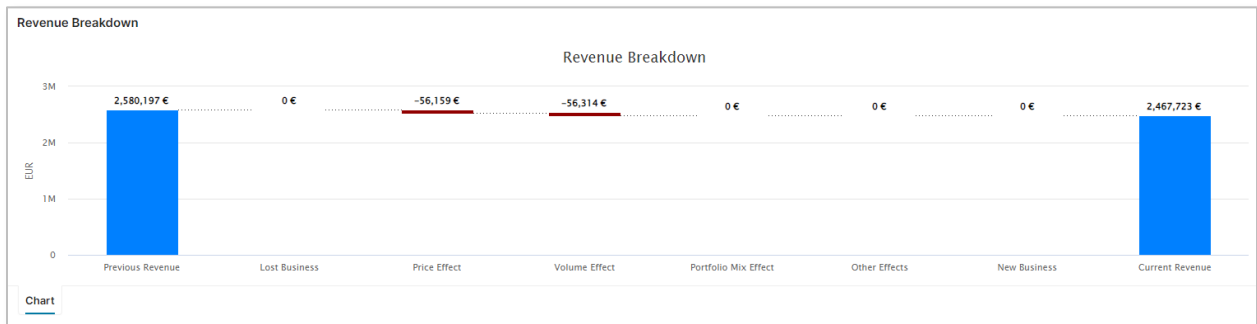 Revenue Breakdown
Revenue Breakdown
3M
2,580,197 €
0 €
-56,159 €
-56,314 €
0 €
0 €
0 €
2,467,723 €
2M
EUR
1M
0
Previous Revenue
Lost Business
Price Effect
Volume Effect
Portfolio Mix Effect
Other Effects
New Business
Current Revenue
Chart